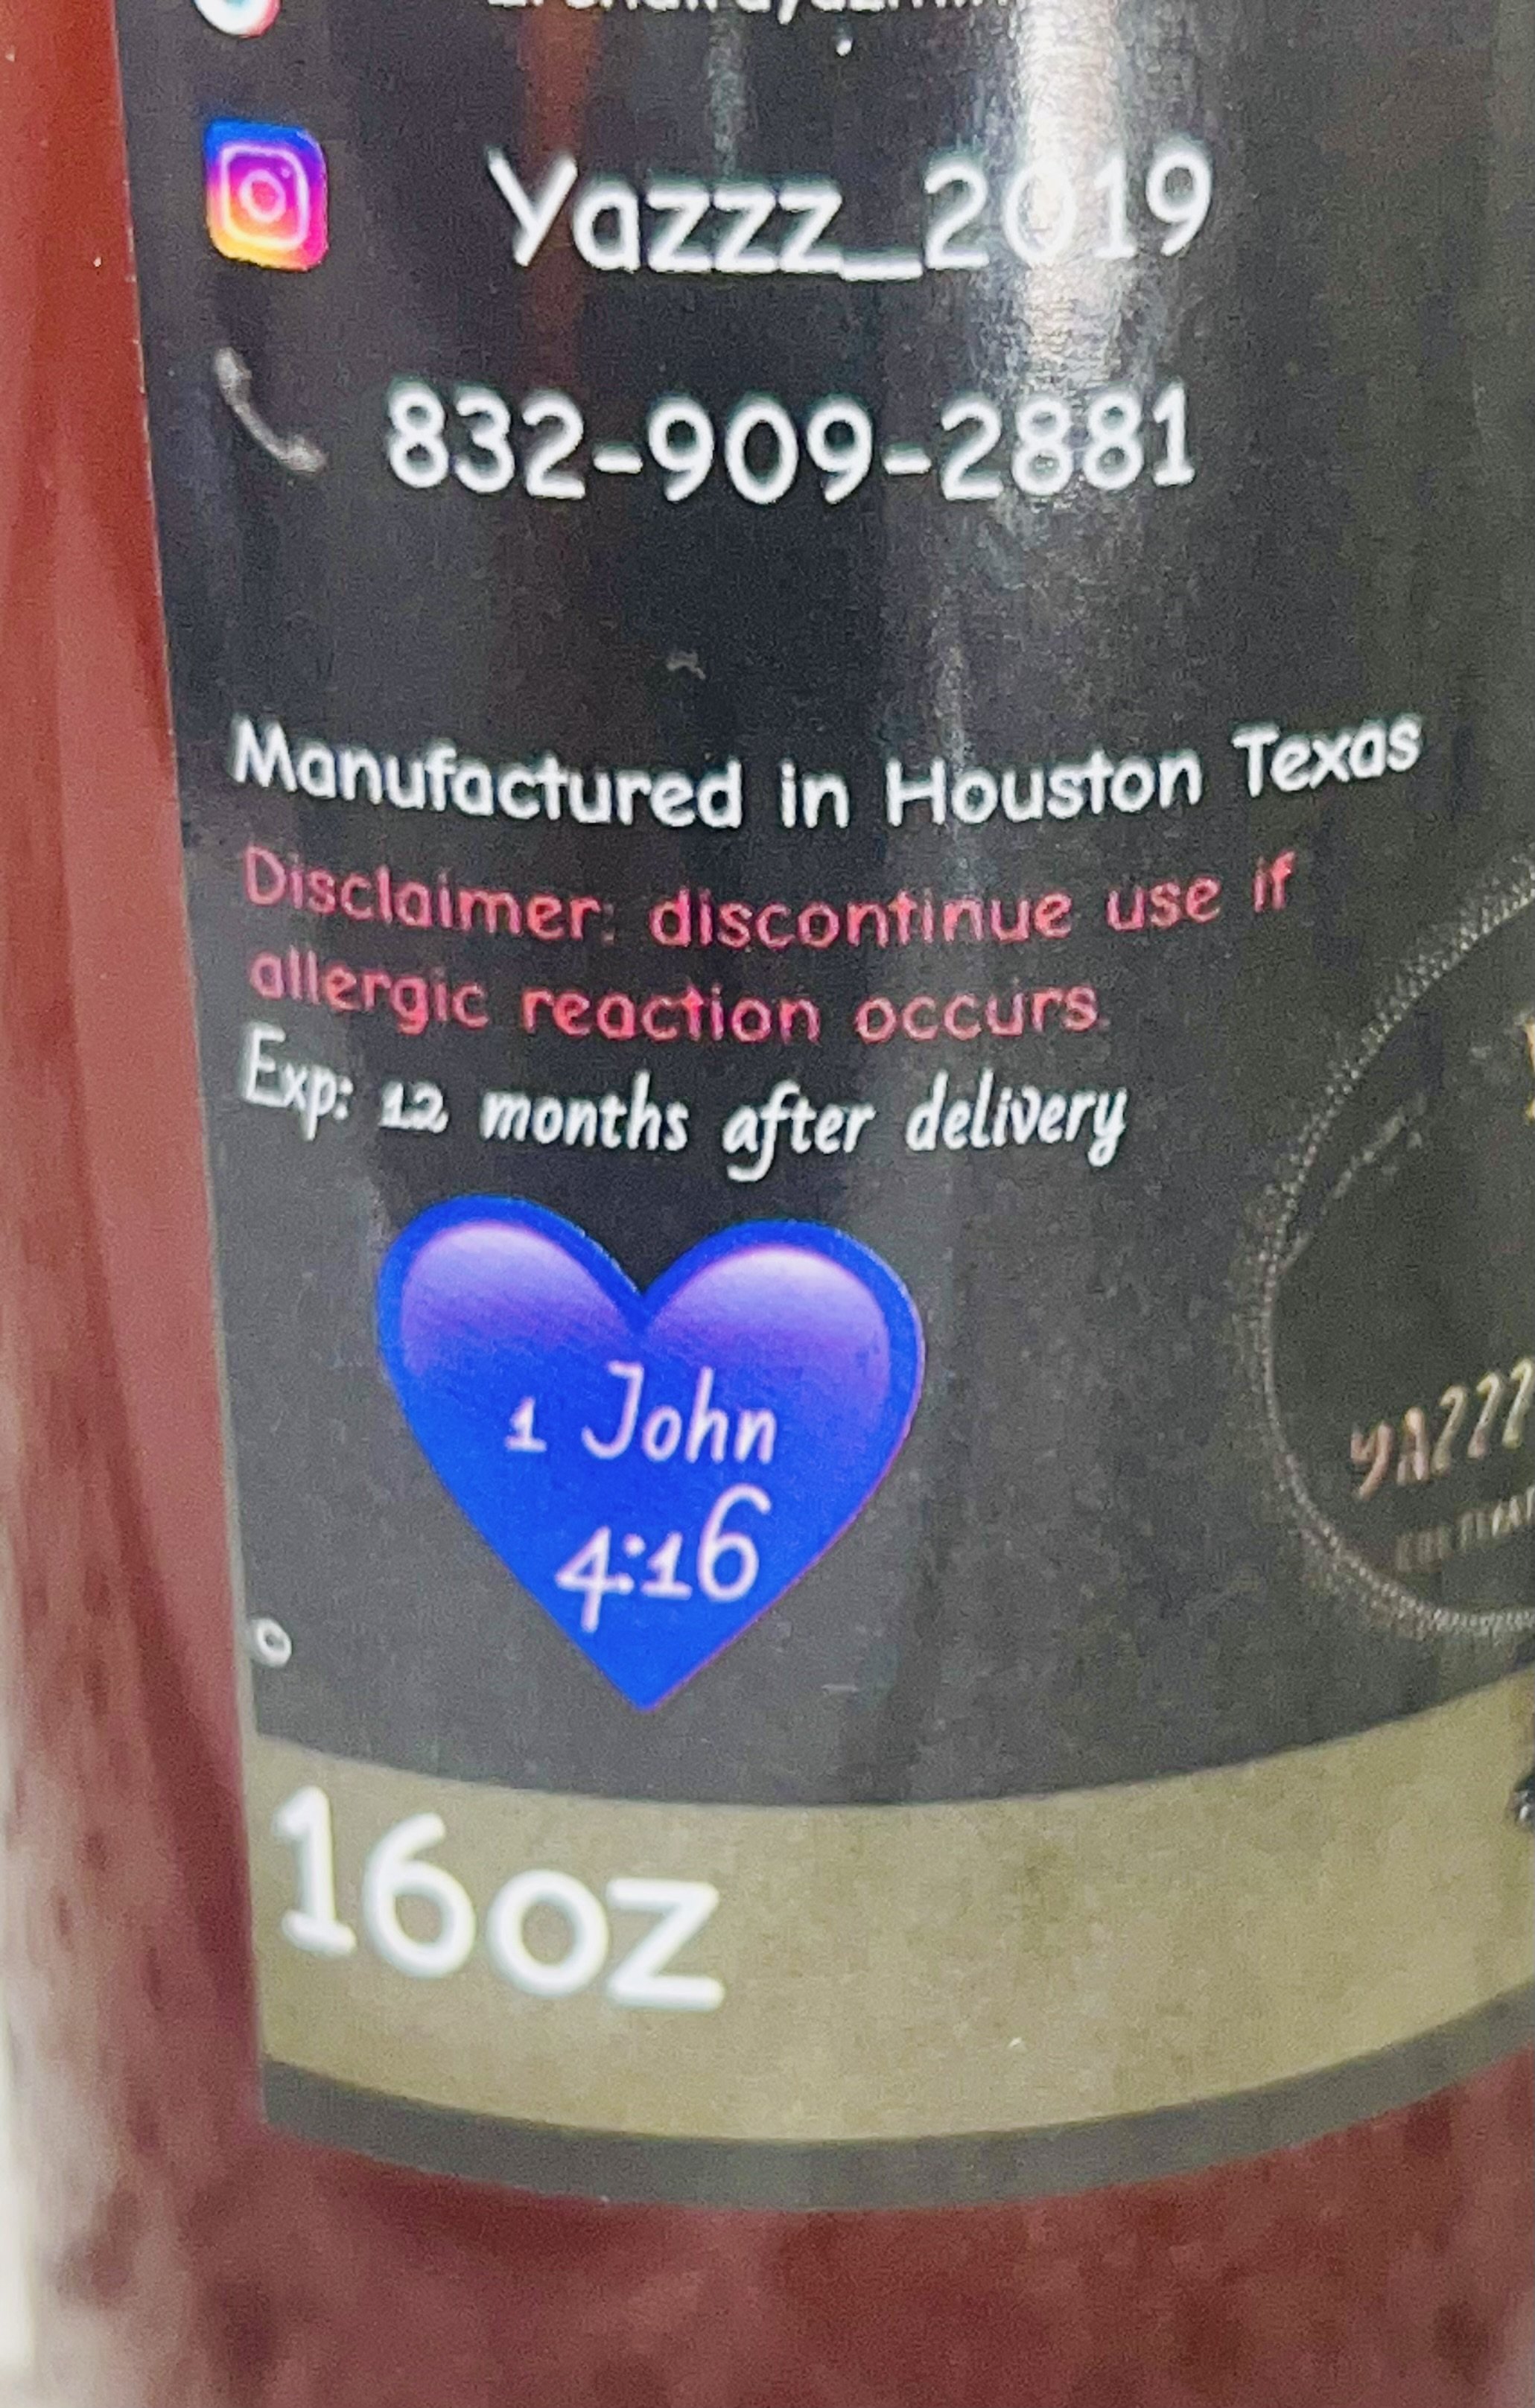 Yazzz_2019
832-909-2881
Manufactured in Houston Texas
Disclaimer: discontinue use if
allergic reaction occurs.
Exp: 12 months after delivery
1 John
4:16
16oz
YAZZZ